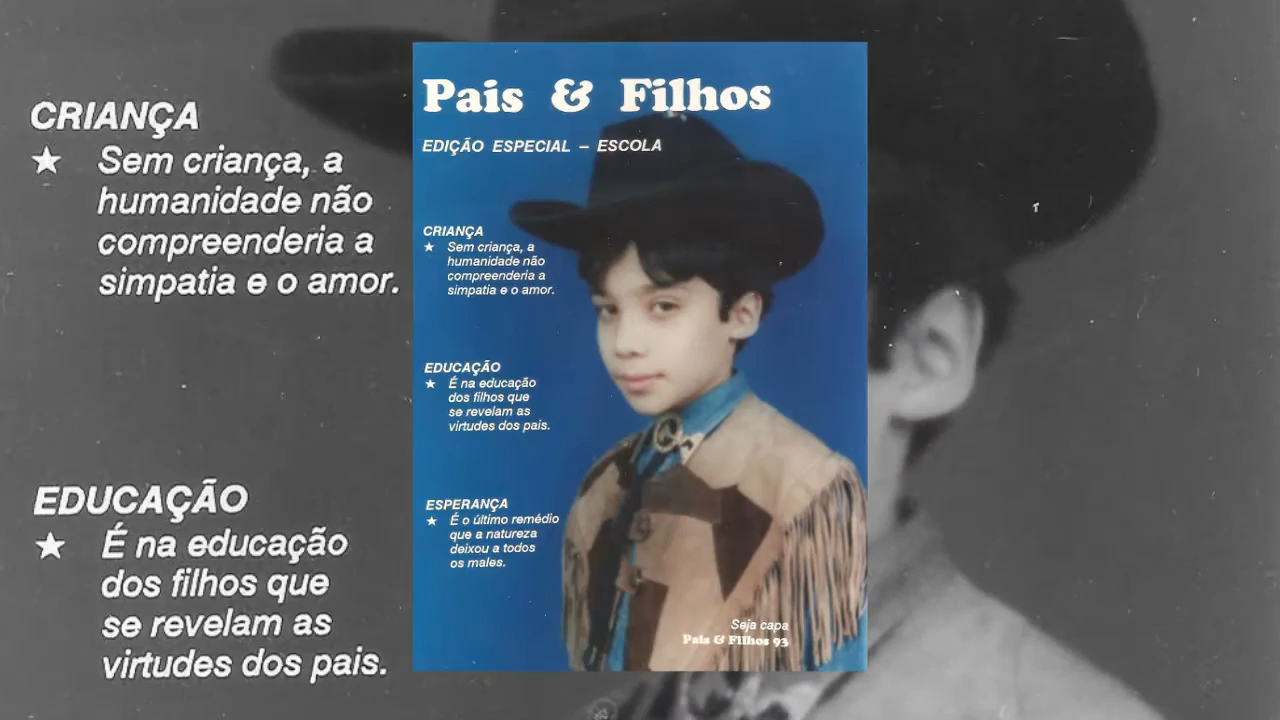 CRIANÇA
★ Sem criança, a
humanidade não
compreenderia a
simpatia e o amor.
EDUCAÇÃO
★ É na educação
dos filhos que
se revelam as
virtudes dos pais.
Pais & Filhos
EDIÇÃO ESPECIAL – ESCOLA
CRIANÇA
★ Sem criança, a
humanidade não
compreenderia a
simpatia e o amor.
EDUCAÇÃO
★ É na educação
dos filhos que
se revelam as
virtudes dos pais.
ESPERANÇA
★ É o último remédio
que a natureza
deixou a todos
os males.
Seja capa
Pais & Filhos 93